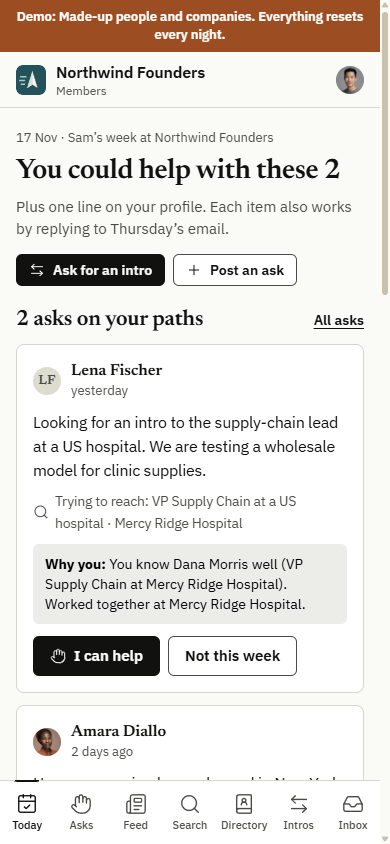 Demo: Made-up people and companies. Everything resets
every night.
Northwind Founders
Members
17 Nov · Sam’s week at Northwind Founders
You could help with these 2
Plus one line on your profile. Each item also works
by replying to Thursday’s email.
Ask for an intro
Post an ask
2 asks on your paths
All asks
LF
Lena Fischer
yesterday
Looking for an intro to the supply-chain lead
at a US hospital. We are testing a wholesale
model for clinic supplies.
Trying to reach: VP Supply Chain at a US
hospital · Mercy Ridge Hospital
Why you: You know Dana Morris well (VP
Supply Chain at Mercy Ridge Hospital).
Worked together at Mercy Ridge Hospital.
I can help
Not this week
Amara Diallo
2 days ago
Today
Asks
Feed
Search
Directory
Intros
Inbox